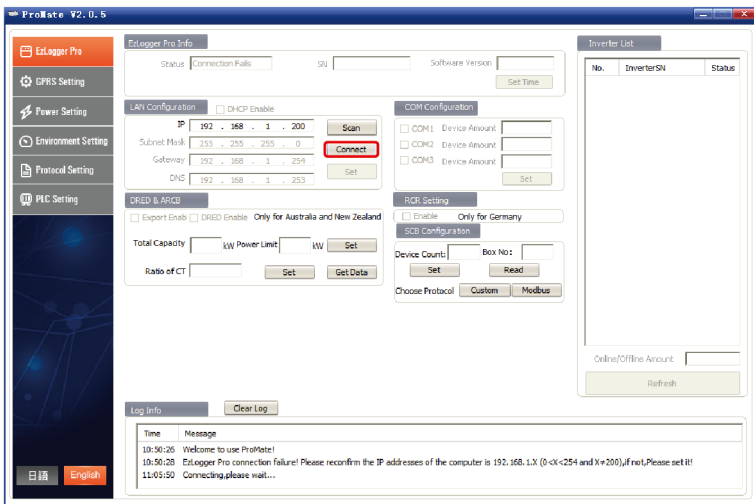 ProMate V2.0.5
EzLogger Pro
GPRS Setting
Power Setting
Environment Setting
Protocol Setting
PLC Setting
日語 English
EzLogger Pro Info
Status Connection Fails SN Software Version
Set Time
LAN Configuration DHCP Enable
IP 192 . 168 . 1 . 200 Scan
Subnet Mask 255 . 255 . 255 . 0 Connect
Gateway 192 . 168 . 1 . 254
DNS 192 . 168 . 1 . 253 Set
COM Configuration
COM1 Device Amount
COM2 Device Amount
COM3 Device Amount
Set
DRED & ARCB
Export Enab DRED Enable Only for Australia and New Zealand
Total Capacity kW Power Limit kW Set
Ratio of CT Set Get Data
RCR Setting
Enable Only for Germany
SCB Configuration
Device Count: Box No:
Set Read
Choose Protocol Custom Modbus
Inverter List
No. InverterSN Status
Online/Offline Amount
Refresh
Log Info Clear Log
Time Message
10:50:26 Welcome to use ProMate!
10:50:28 EzLogger Pro connection failure! Please reconfirm the IP addresses of the computer is 192.168.1.X (0<X<254 and X≠200),if not,Please set it!
11:05:50 Connecting,please wait...